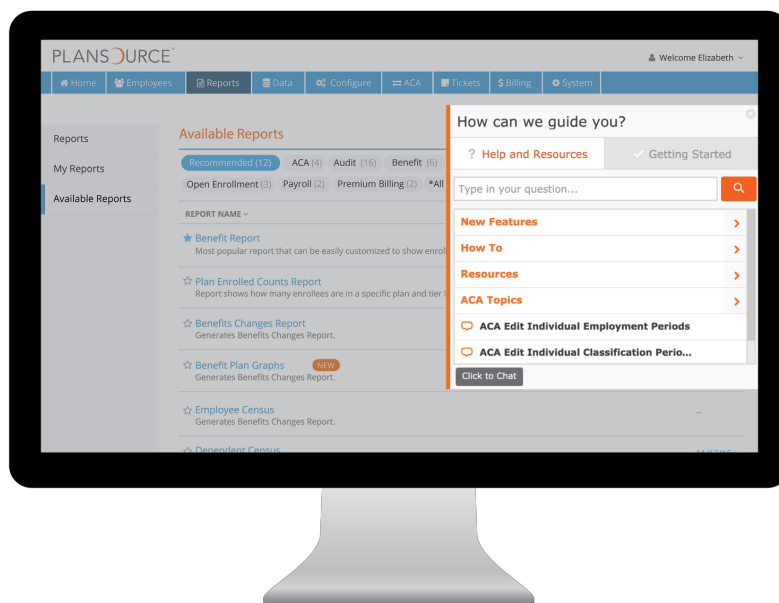 PLANSOURCE
Welcome Elizabeth
Home Employees Reports Data Configure ACA Tickets $ Billing System
Reports
My Reports
Available Reports
Available Reports
Recommended (12) ACA (4) Audit (16) Benefit (6)
Open Enrollment (3) Payroll (2) Premium Billing (2) *All
REPORT NAME
Benefit Report
Most popular report that can be easily customized to show enroll
Plan Enrolled Counts Report
Report shows how many enrollees are in a specific plan and tier
Benefits Changes Report
Generates Benefits Changes Report.
Benefit Plan Graphs NEW
Generates Benefits Changes Report.
Employee Census
Generates Benefits Changes Report.
--
Dependent Census
How can we guide you?
? Help and Resources
Getting Started
Type in your question...
New Features
How To
Resources
ACA Topics
ACA Edit Individual Employment Periods
ACA Edit Individual Classification Perio...
Click to Chat